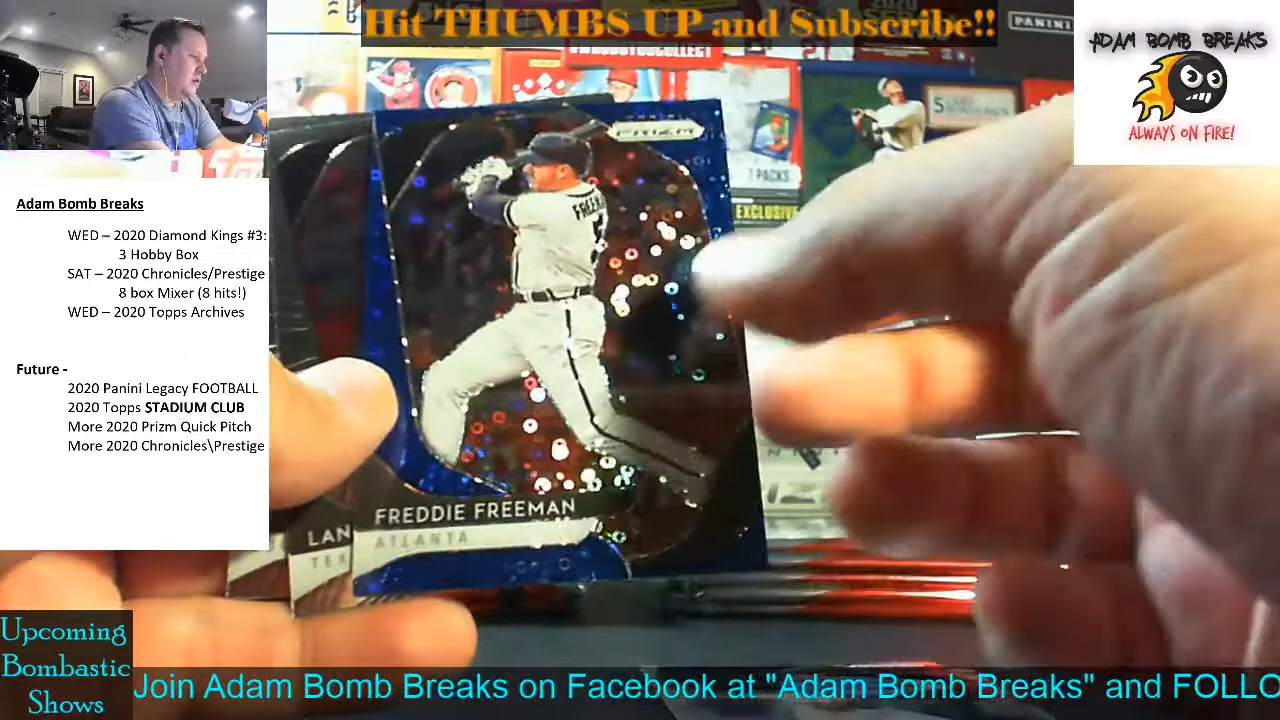 Hit THUMBS UP and Subscribe!!
PANINI
ADAM BOMB BREAKS
ALWAYS ON FIRE!
Adam Bomb Breaks
WED – 2020 Diamond Kings #3:
3 Hobby Box
SAT – 2020 Chronicles/Prestige
8 box Mixer (8 hits!)
WED – 2020 Topps Archives
Future -
2020 Panini Legacy FOOTBALL
2020 Topps STADIUM CLUB
More 2020 Prizm Quick Pitch
More 2020 Chronicles\Prestige
PRIZM
7 PACKS
EXCLUSIVE
FREEMA
5
FREDDIE FREEMAN
ATLANTA
LAN
TEX
Upcoming
Bombastic
Shows
Join Adam Bomb Breaks on Facebook at "Adam Bomb Breaks" and FOLLO